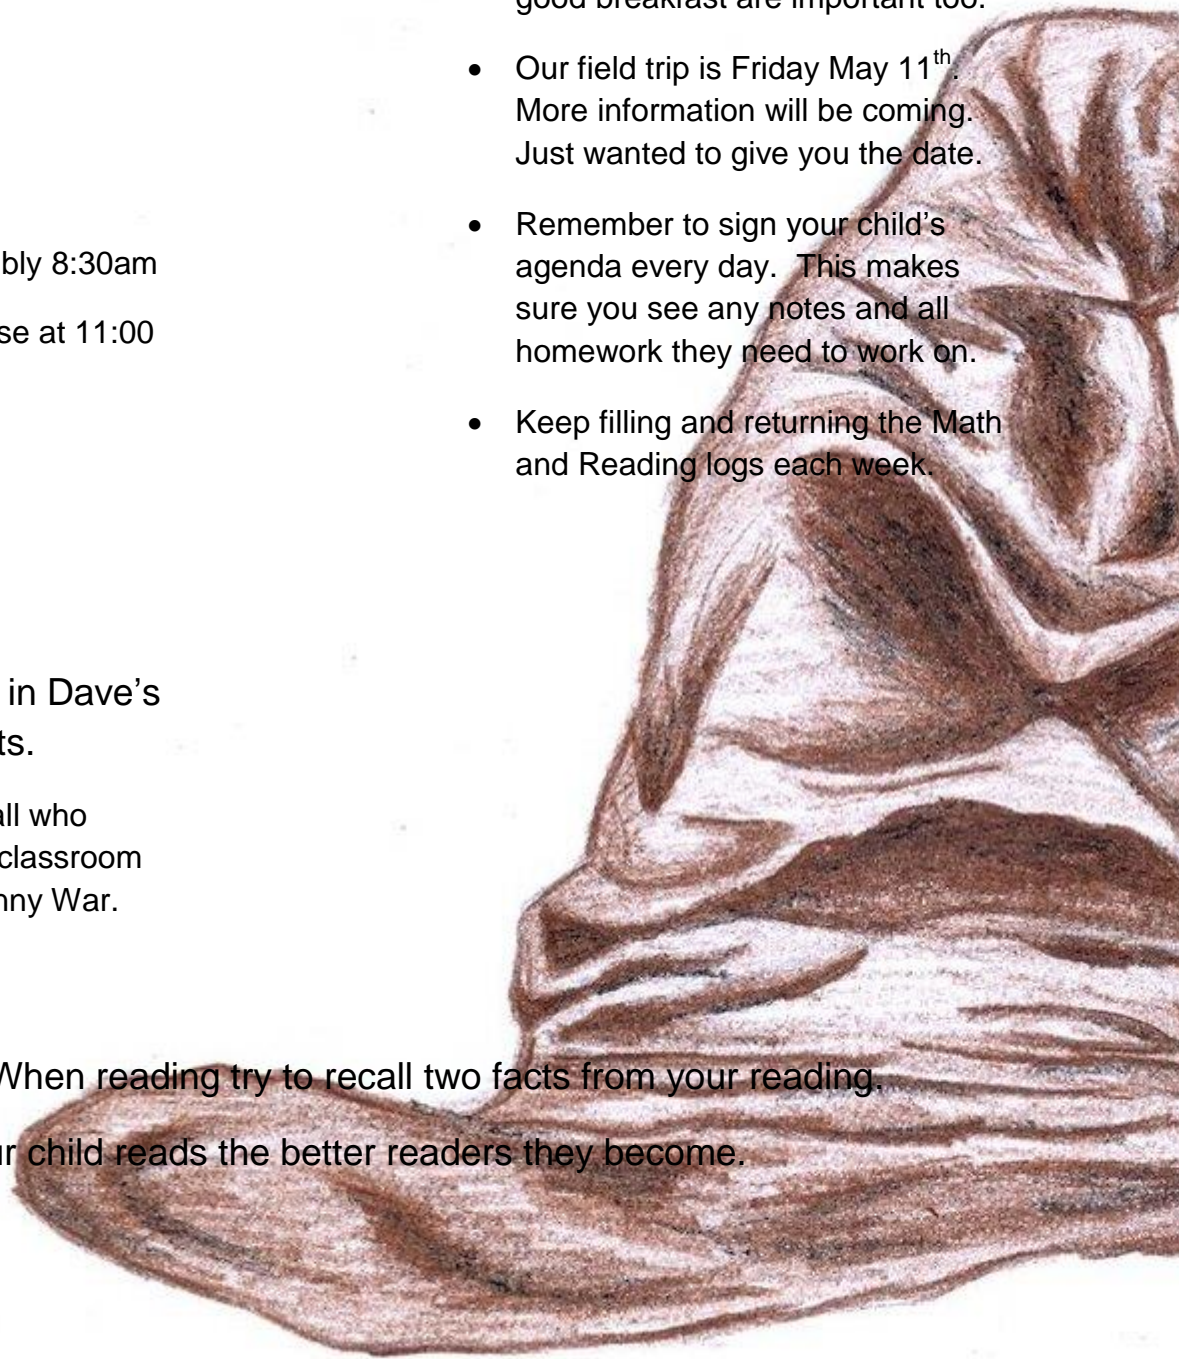 bly 8:30am
se at 11:00
in Dave's
ts.
all who
classroom
nny War.
good breakfast are important too.
• Our field trip is Friday May 11th.
More information will be coming.
Just wanted to give you the date.
• Remember to sign your child's
agenda every day.  This makes
sure you see any notes and all
homework they need to work on.
• Keep filling and returning the Math
and Reading logs each week.
When reading try to recall two facts from your reading.
ur child reads the better readers they become.